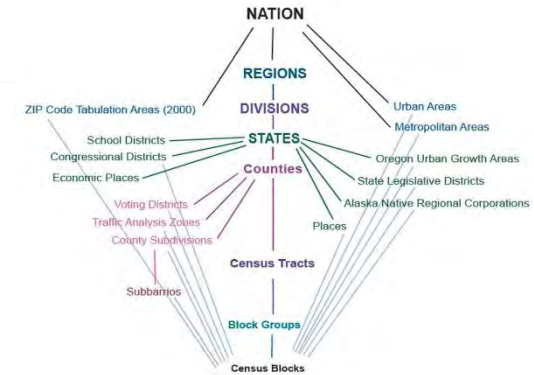 NATION
REGIONS
ZIP Code Tabulation Areas (2000)
DIVISIONS
Urban Areas
Metropolitan Areas
School Districts
STATES
Congressional Districts
Oregon Urban Growth Areas
Economic Places
Counties
State Legislative Districts
Voting Districts
Alaska Native Regional Corporations
Traffic Analysis Zones
Places
County Subdivisions
Census Tracts
Subbarrios
Block Groups
Census Blocks